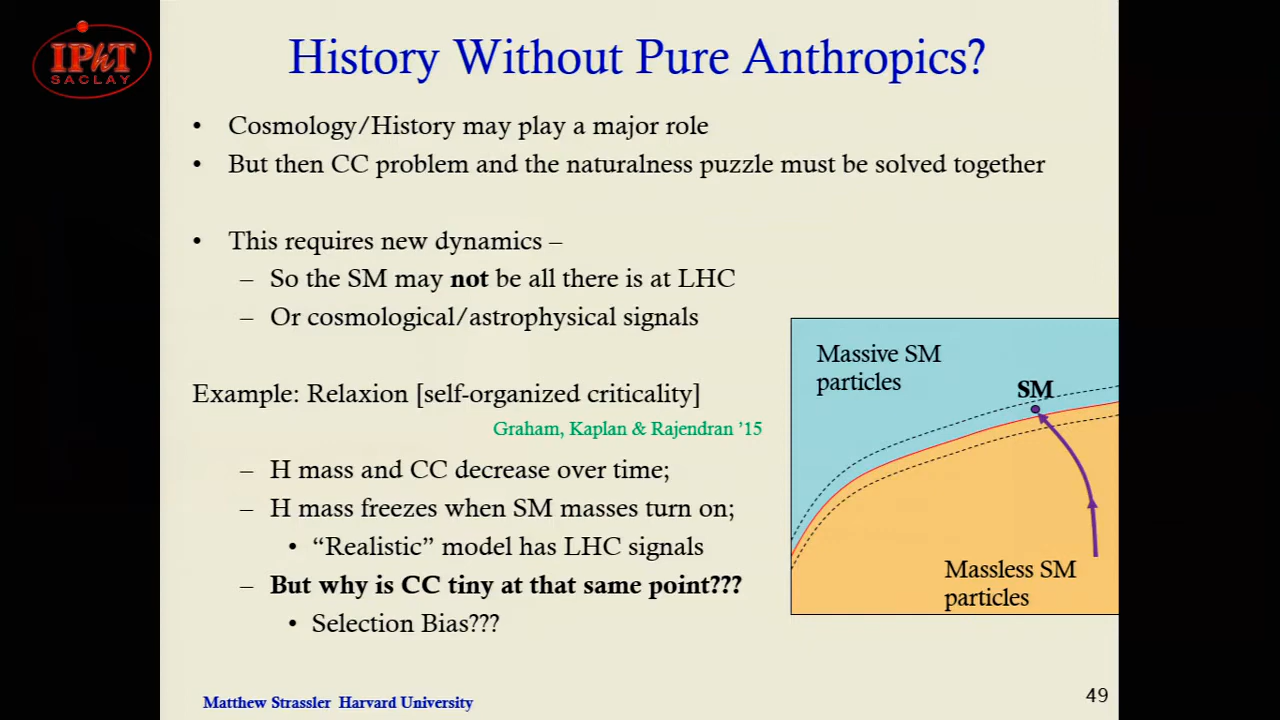 IPhT
SACLAY
History Without Pure Anthropics?
• Cosmology/History may play a major role
• But then CC problem and the naturalness puzzle must be solved together
• This requires new dynamics –
– So the SM may not be all there is at LHC
– Or cosmological/astrophysical signals
Example: Relaxion [self-organized criticality]
Graham, Kaplan & Rajendran ’15
– H mass and CC decrease over time;
– H mass freezes when SM masses turn on;
• “Realistic” model has LHC signals
– But why is CC tiny at that same point???
• Selection Bias???
Massive SM
particles
SM
Massless SM
particles
Matthew Strassler Harvard University
49